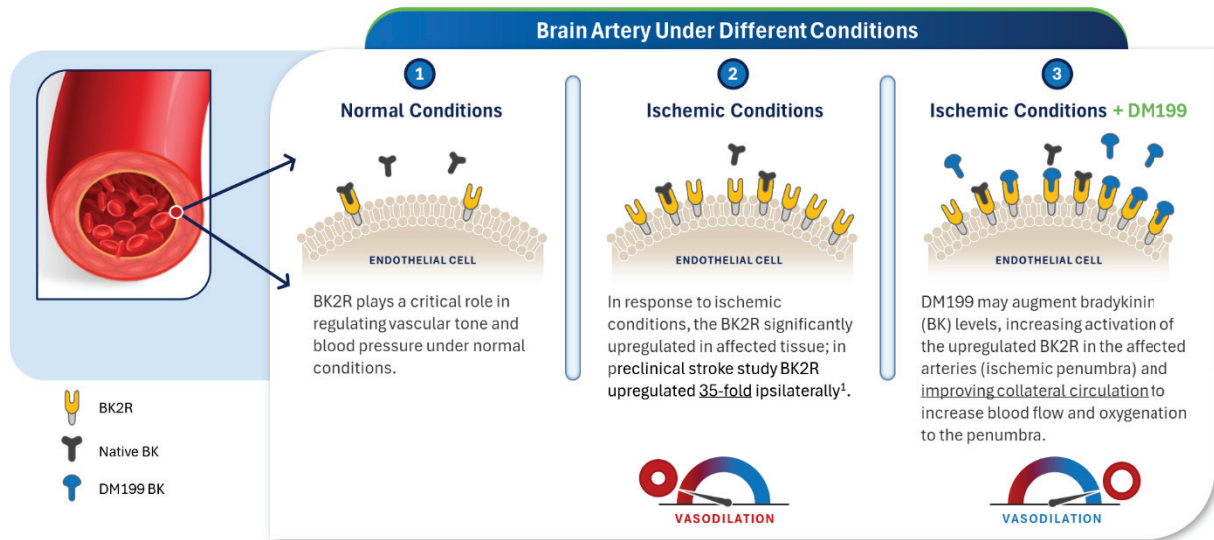 Brain Artery Under Different Conditions
1
Normal Conditions
ENDOTHELIAL CELL
BK2R plays a critical role in
regulating vascular tone and
blood pressure under normal
conditions.
2
Ischemic Conditions
ENDOTHELIAL CELL
In response to ischemic
conditions, the BK2R significantly
upregulated in affected tissue; in
preclinical stroke study BK2R
upregulated 35-fold ipsilaterally¹.
VASODILATION
3
Ischemic Conditions + DM199
ENDOTHELIAL CELL
DM199 may augment bradykinin
(BK) levels, increasing activation of
the upregulated BK2R in the affected
arteries (ischemic penumbra) and
improving collateral circulation to
increase blood flow and oxygenation
to the penumbra.
VASODILATION
BK2R
Native BK
DM199 BK